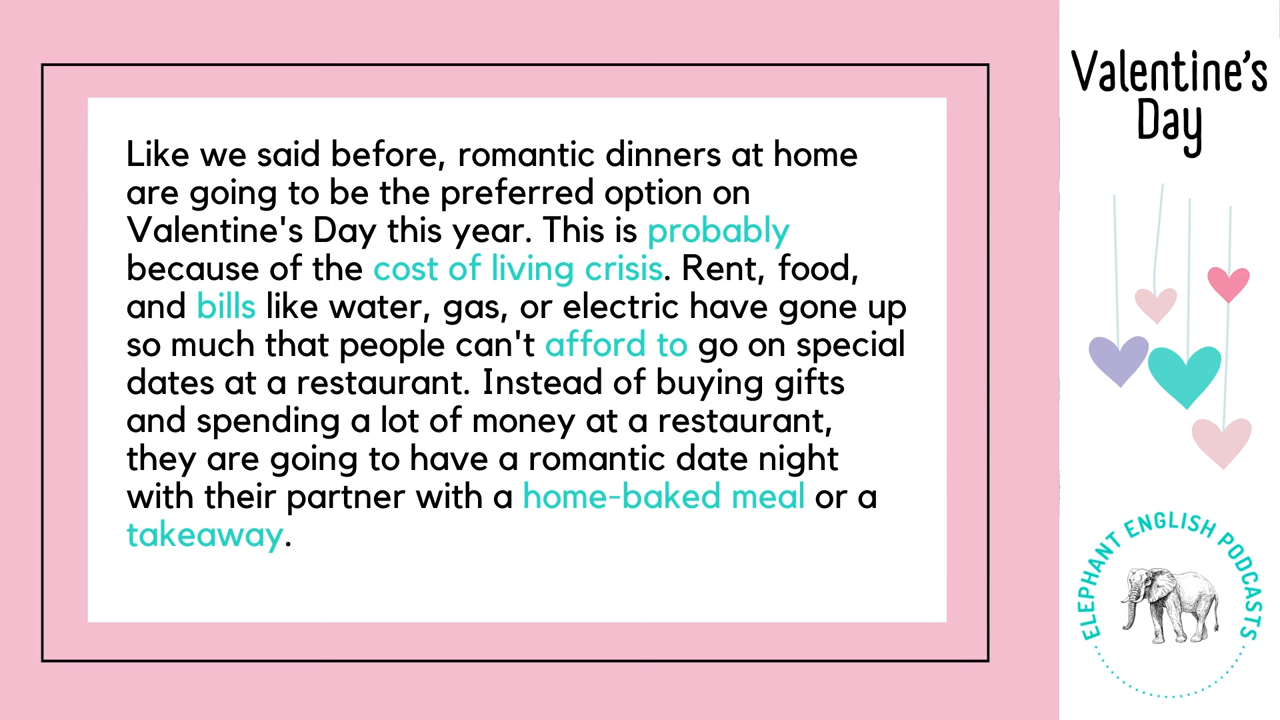 Like we said before, romantic dinners at home
are going to be the preferred option on
Valentine's Day this year. This is probably
because of the cost of living crisis. Rent, food,
and bills like water, gas, or electric have gone up
so much that people can't afford to go on special
dates at a restaurant. Instead of buying gifts
and spending a lot of money at a restaurant,
they are going to have a romantic date night
with their partner with a home-baked meal or a
takeaway.
Valentine's
Day
ELEPHANT ENGLISH PODCASTS